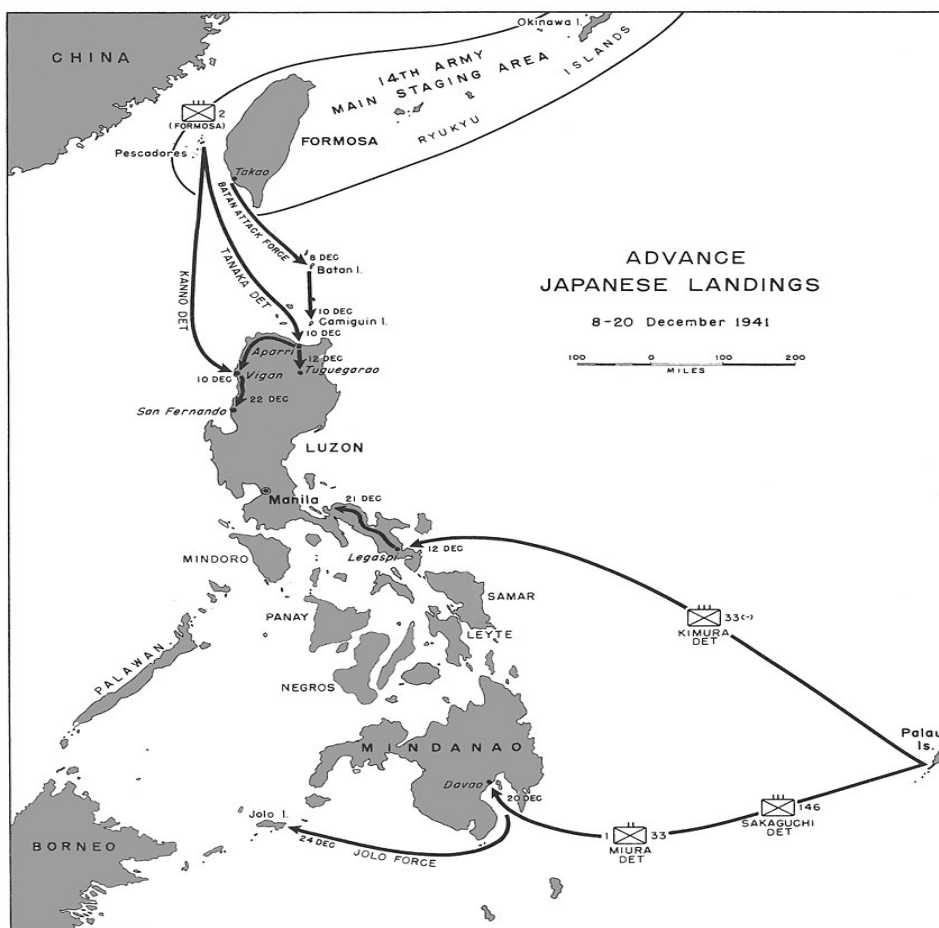 CHINA
Okinawa I.
14TH ARMY
MAIN STAGING AREA
RYUKYU ISLANDS
2
(FORMOSA)
Pescadores
FORMOSA
Takao
BATAN ATTACK FORCE
TANAKA DET
KANNO DET
8 DEC
Batan I.
10 DEC
Camiguin I.
10 DEC
Aparri
12 DEC
Tuguegarao
10 DEC
Vigan
22 DEC
San Fernando
ADVANCE
JAPANESE LANDINGS
8-20 December 1941
100 0 100 200
MILES
LUZON
Manila
21 DEC
Legaspi
12 DEC
MINDORO
SAMAR
PANAY
LEYTE
33(-)
KIMURA
DET
PALAWAN
NEGROS
Palau
Is.
MINDANAO
Davao
20 DEC
146
SAKAGUCHI
DET
1 33
MIURA
DET
Jolo I.
24 DEC
JOLO FORCE
BORNEO